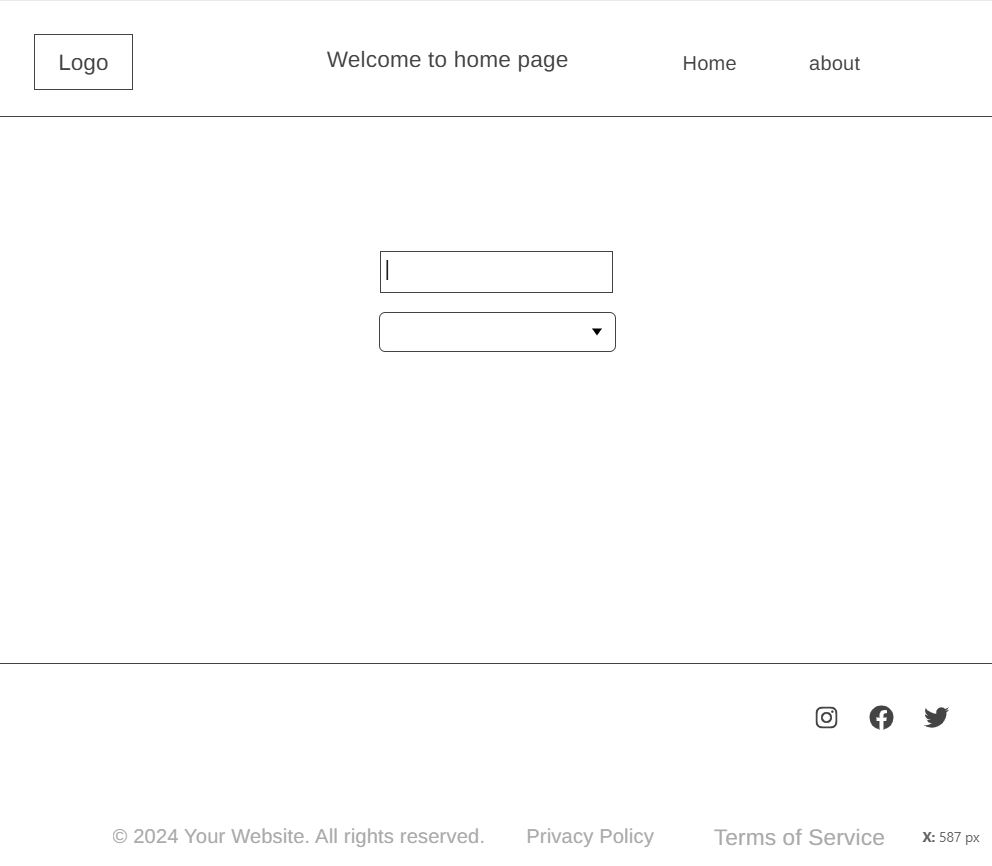 Logo
Welcome to home page
Home
about
© 2024 Your Website. All rights reserved.
Privacy Policy
Terms of Service
X: 587 px